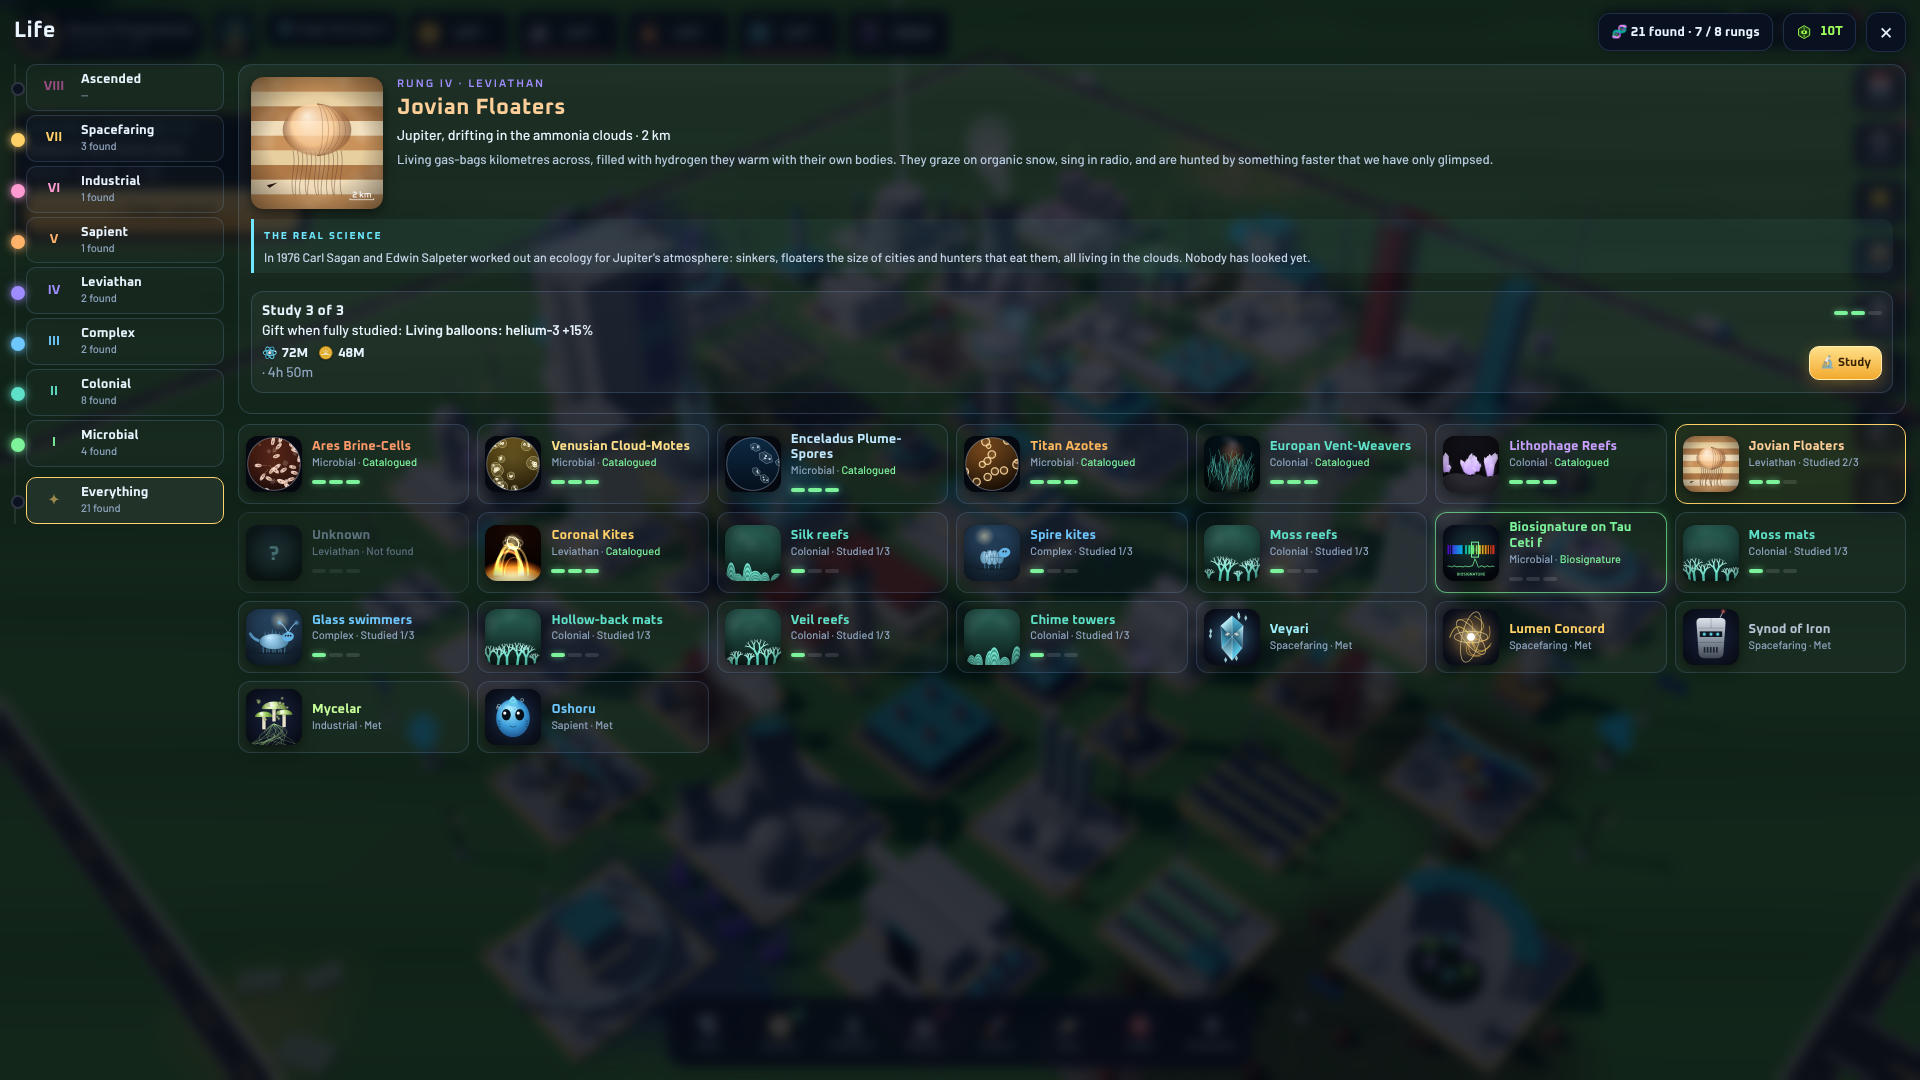 Life
21 found · 7 / 8 rungs
10T
VIII
Ascended
—
VII
Spacefaring
3 found
VI
Industrial
1 found
V
Sapient
1 found
IV
Leviathan
2 found
III
Complex
2 found
II
Colonial
8 found
I
Microbial
4 found
Everything
21 found
2 km
RUNG IV · LEVIATHAN
Jovian Floaters
Jupiter, drifting in the ammonia clouds · 2 km
Living gas-bags kilometres across, filled with hydrogen they warm with their own bodies. They graze on organic snow, sing in radio, and are hunted by something faster that we have only glimpsed.
THE REAL SCIENCE
In 1976 Carl Sagan and Edwin Salpeter worked out an ecology for Jupiter's atmosphere: sinkers, floaters the size of cities and hunters that eat them, all living in the clouds. Nobody has looked yet.
Study 3 of 3
Gift when fully studied: Living balloons: helium-3 +15%
72M 48M
· 4h 50m
Study
Ares Brine-Cells
Microbial · Catalogued
Venusian Cloud-Motes
Microbial · Catalogued
Enceladus Plume-
Spores
Microbial · Catalogued
Titan Azotes
Microbial · Catalogued
Europan Vent-Weavers
Colonial · Catalogued
Lithophage Reefs
Colonial · Catalogued
Jovian Floaters
Leviathan · Studied 2/3
?
Unknown
Leviathan · Not found
Coronal Kites
Leviathan · Catalogued
Silk reefs
Colonial · Studied 1/3
Spire kites
Complex · Studied 1/3
Moss reefs
Colonial · Studied 1/3
BIOSIGNATURE
Biosignature on Tau
Ceti f
Microbial · Biosignature
Moss mats
Colonial · Studied 1/3
Glass swimmers
Complex · Studied 1/3
Hollow-back mats
Colonial · Studied 1/3
Veil reefs
Colonial · Studied 1/3
Chime towers
Colonial · Studied 1/3
Veyari
Spacefaring · Met
Lumen Concord
Spacefaring · Met
Synod of Iron
Spacefaring · Met
Mycelar
Industrial · Met
Oshoru
Sapient · Met